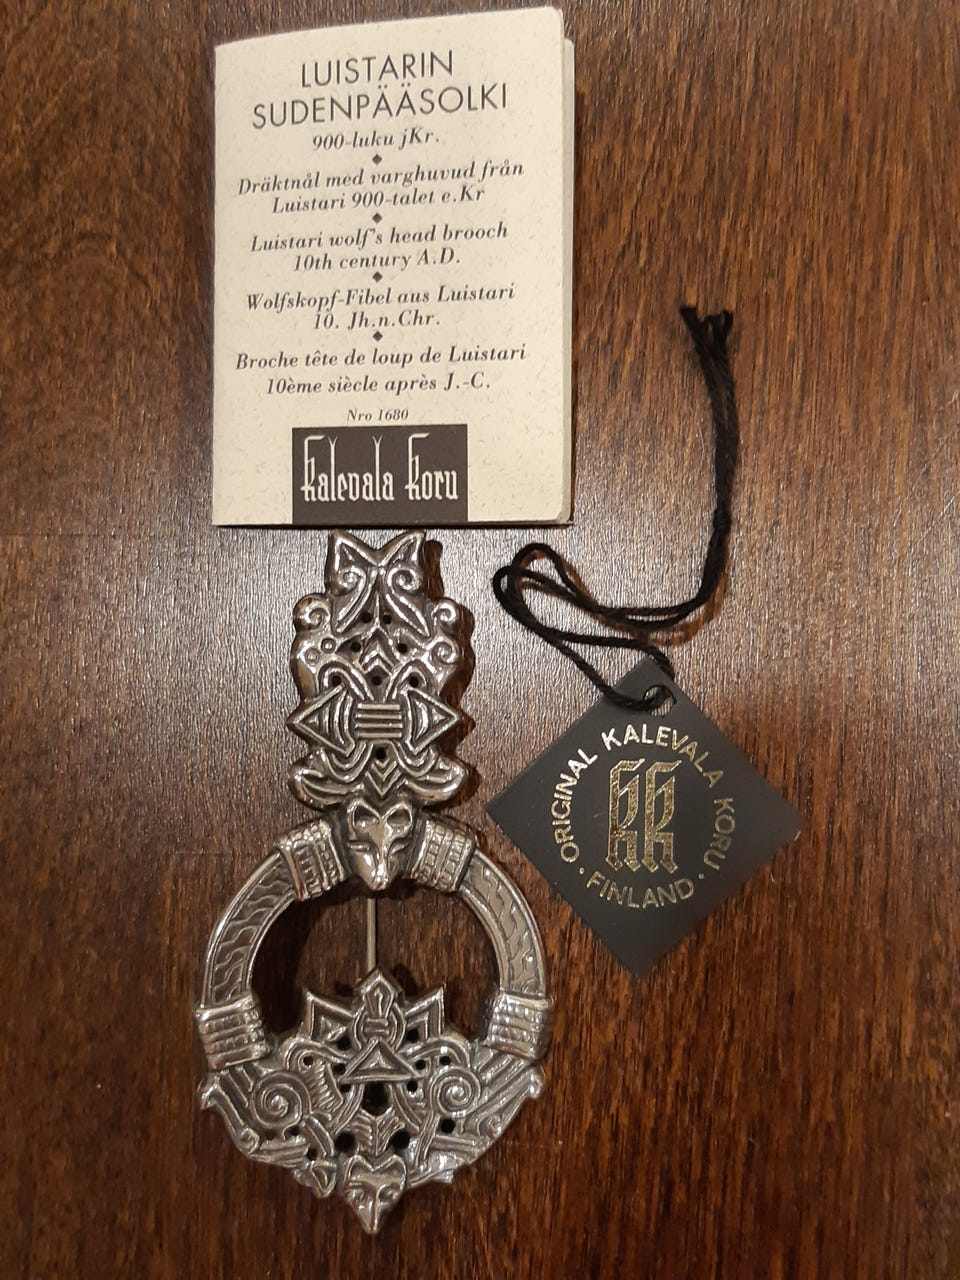 LUISTARIN
SUDENPÄÄSOLKI
900-luku jKr.
Dräktnål med varghuvud från
Luistari 900-talet e.Kr
Luistari wolf's head brooch
10th century A.D.
Wolfskopf-Fibel aus Luistari
10. Jh.n.Chr.
Broche tête de loup de Luistari
10ème siècle après J.-C.
Nro 1680
Kalevala Koru
ORIGINAL KALEVALA KORU
KK
· FINLAND ·